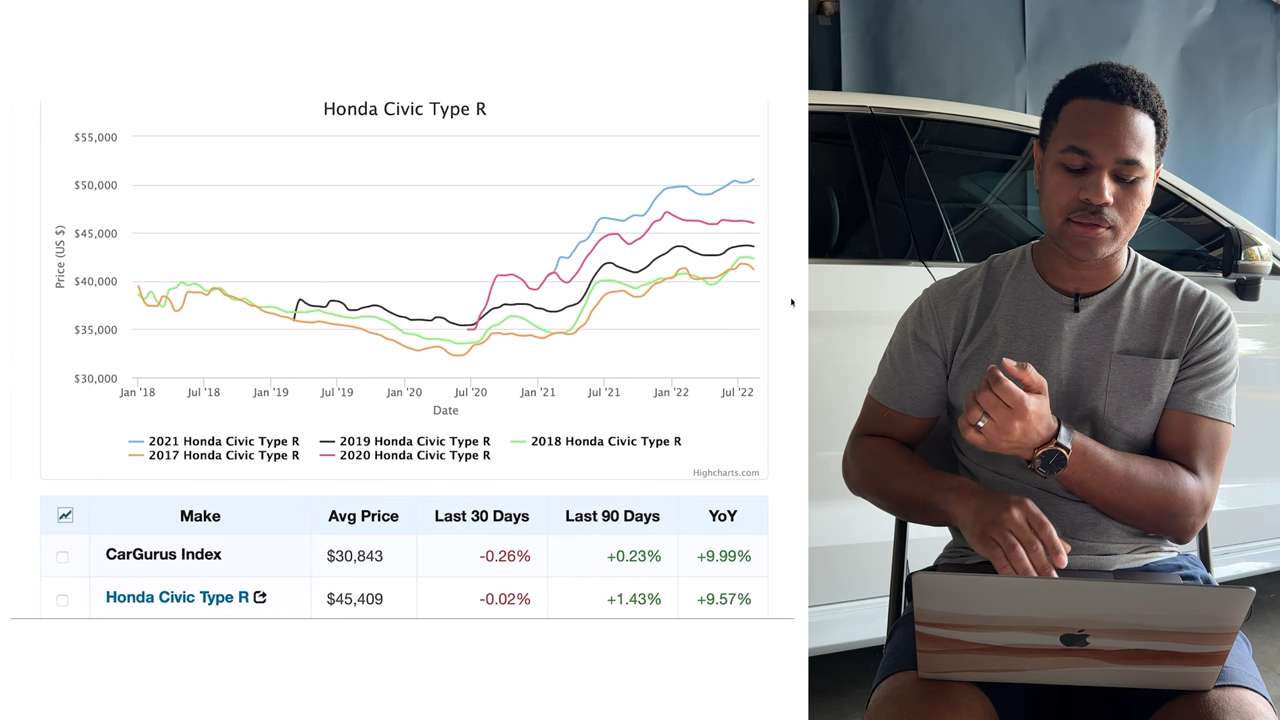 Honda Civic Type R
$55,000
$50,000
$45,000
$40,000
$35,000
$30,000
Price (US $)
Jan '18 Jul '18 Jan '19 Jul '19 Jan '20 Jul '20 Jan '21 Jul '21 Jan '22 Jul '22
Date
2021 Honda Civic Type R 2019 Honda Civic Type R 2018 Honda Civic Type R
2017 Honda Civic Type R 2020 Honda Civic Type R
Highcharts.com
Make Avg Price Last 30 Days Last 90 Days YoY
CarGurus Index $30,843 -0.26% +0.23% +9.99%
Honda Civic Type R $45,409 -0.02% +1.43% +9.57%